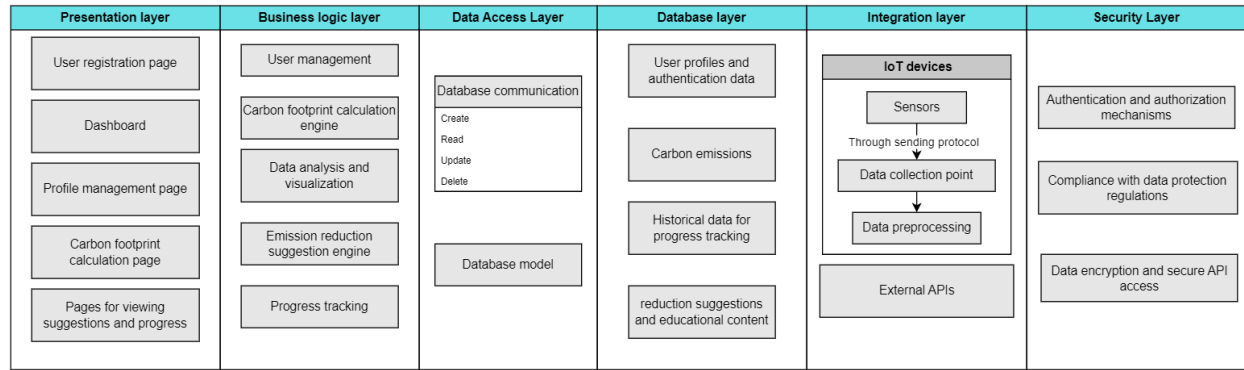 Presentation layer
User registration page
Dashboard
Profile management page
Carbon footprint
calculation page
Pages for viewing
suggestions and progress
Business logic layer
User management
Carbon footprint calculation
engine
Data analysis and
visualization
Emission reduction
suggestion engine
Progress tracking
Data Access Layer
Database communication
Create
Read
Update
Delete
Database model
Database layer
User profiles and
authentication data
Carbon emissions
Historical data for
progress tracking
reduction suggestions
and educational content
Integration layer
IoT devices
Sensors
Through sending protocol
Data collection point
Data preprocessing
External APIs
Security Layer
Authentication and authorization
mechanisms
Compliance with data protection
regulations
Data encryption and secure API
access